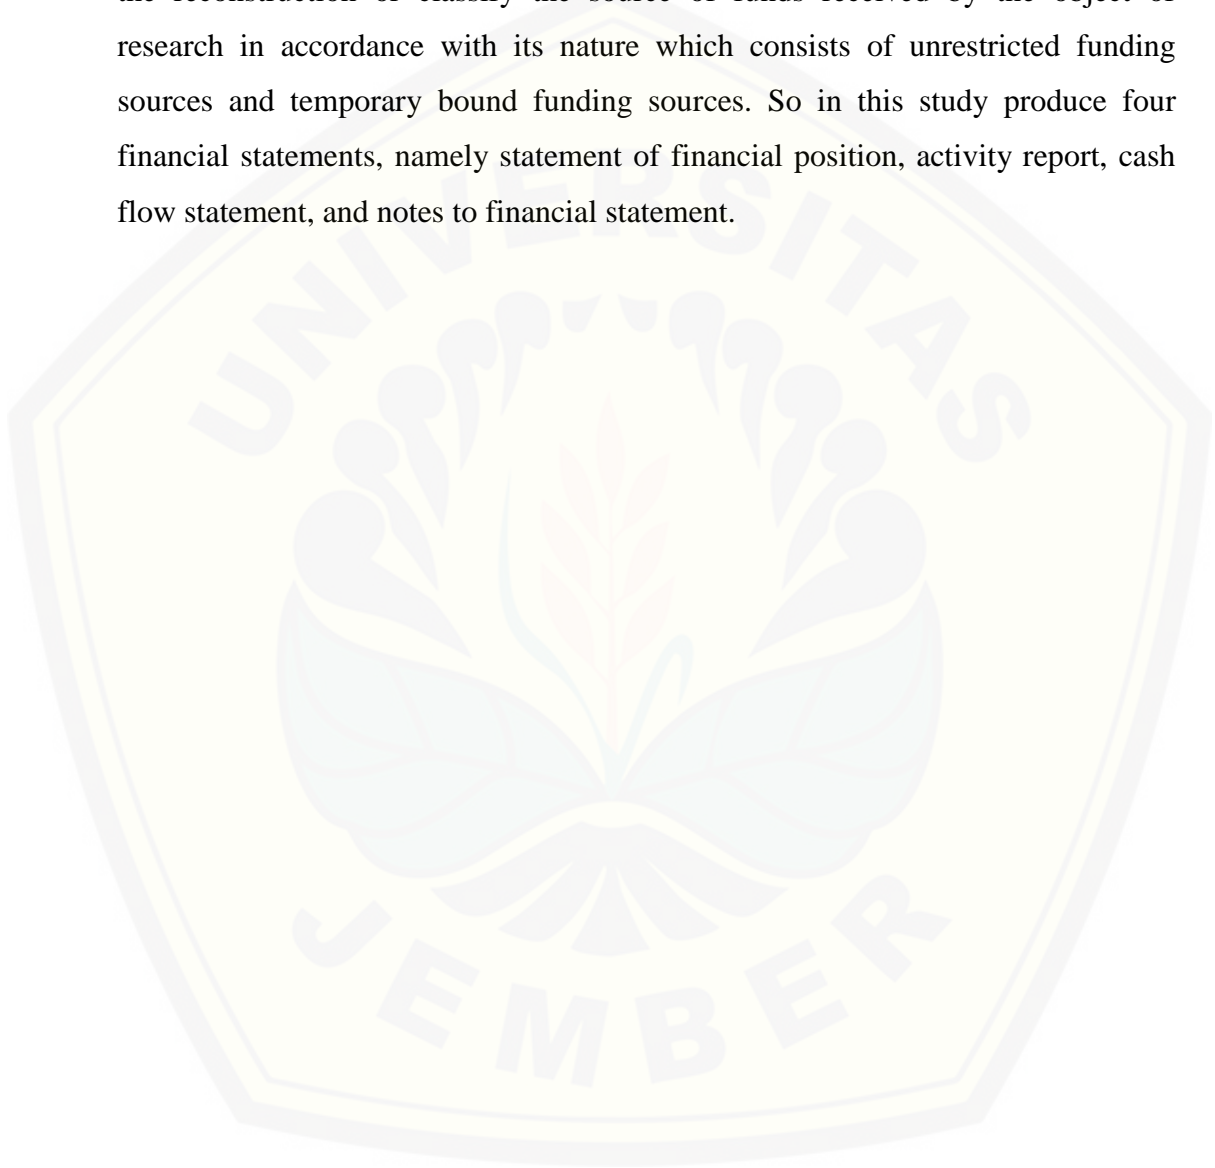 the reconstruction or classify the source of funds received by the object of
research in accordance with its nature which consists of unrestricted funding
sources and temporary bound funding sources. So in this study produce four
financial statements, namely statement of financial position, activity report, cash
flow statement, and notes to financial statement.
UNIVERSITAS
JEMBER